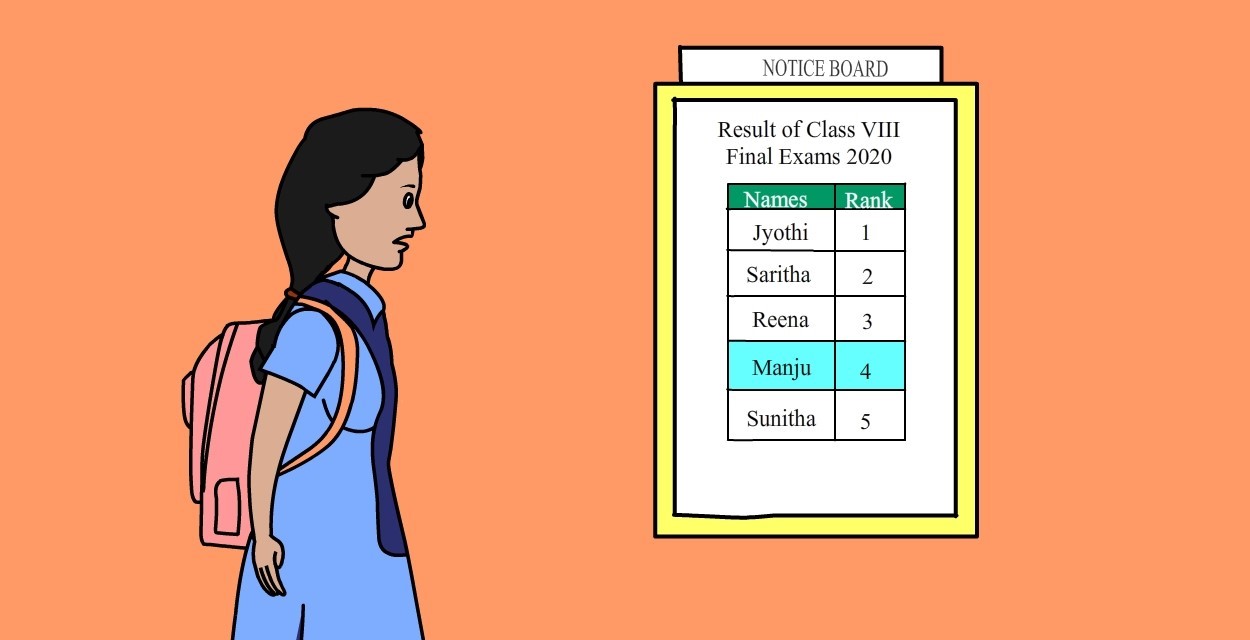 NOTICE BOARD
Result of Class VIII
Final Exams 2020
Names Rank
Jyothi 1
Saritha 2
Reena 3
Manju 4
Sunitha 5